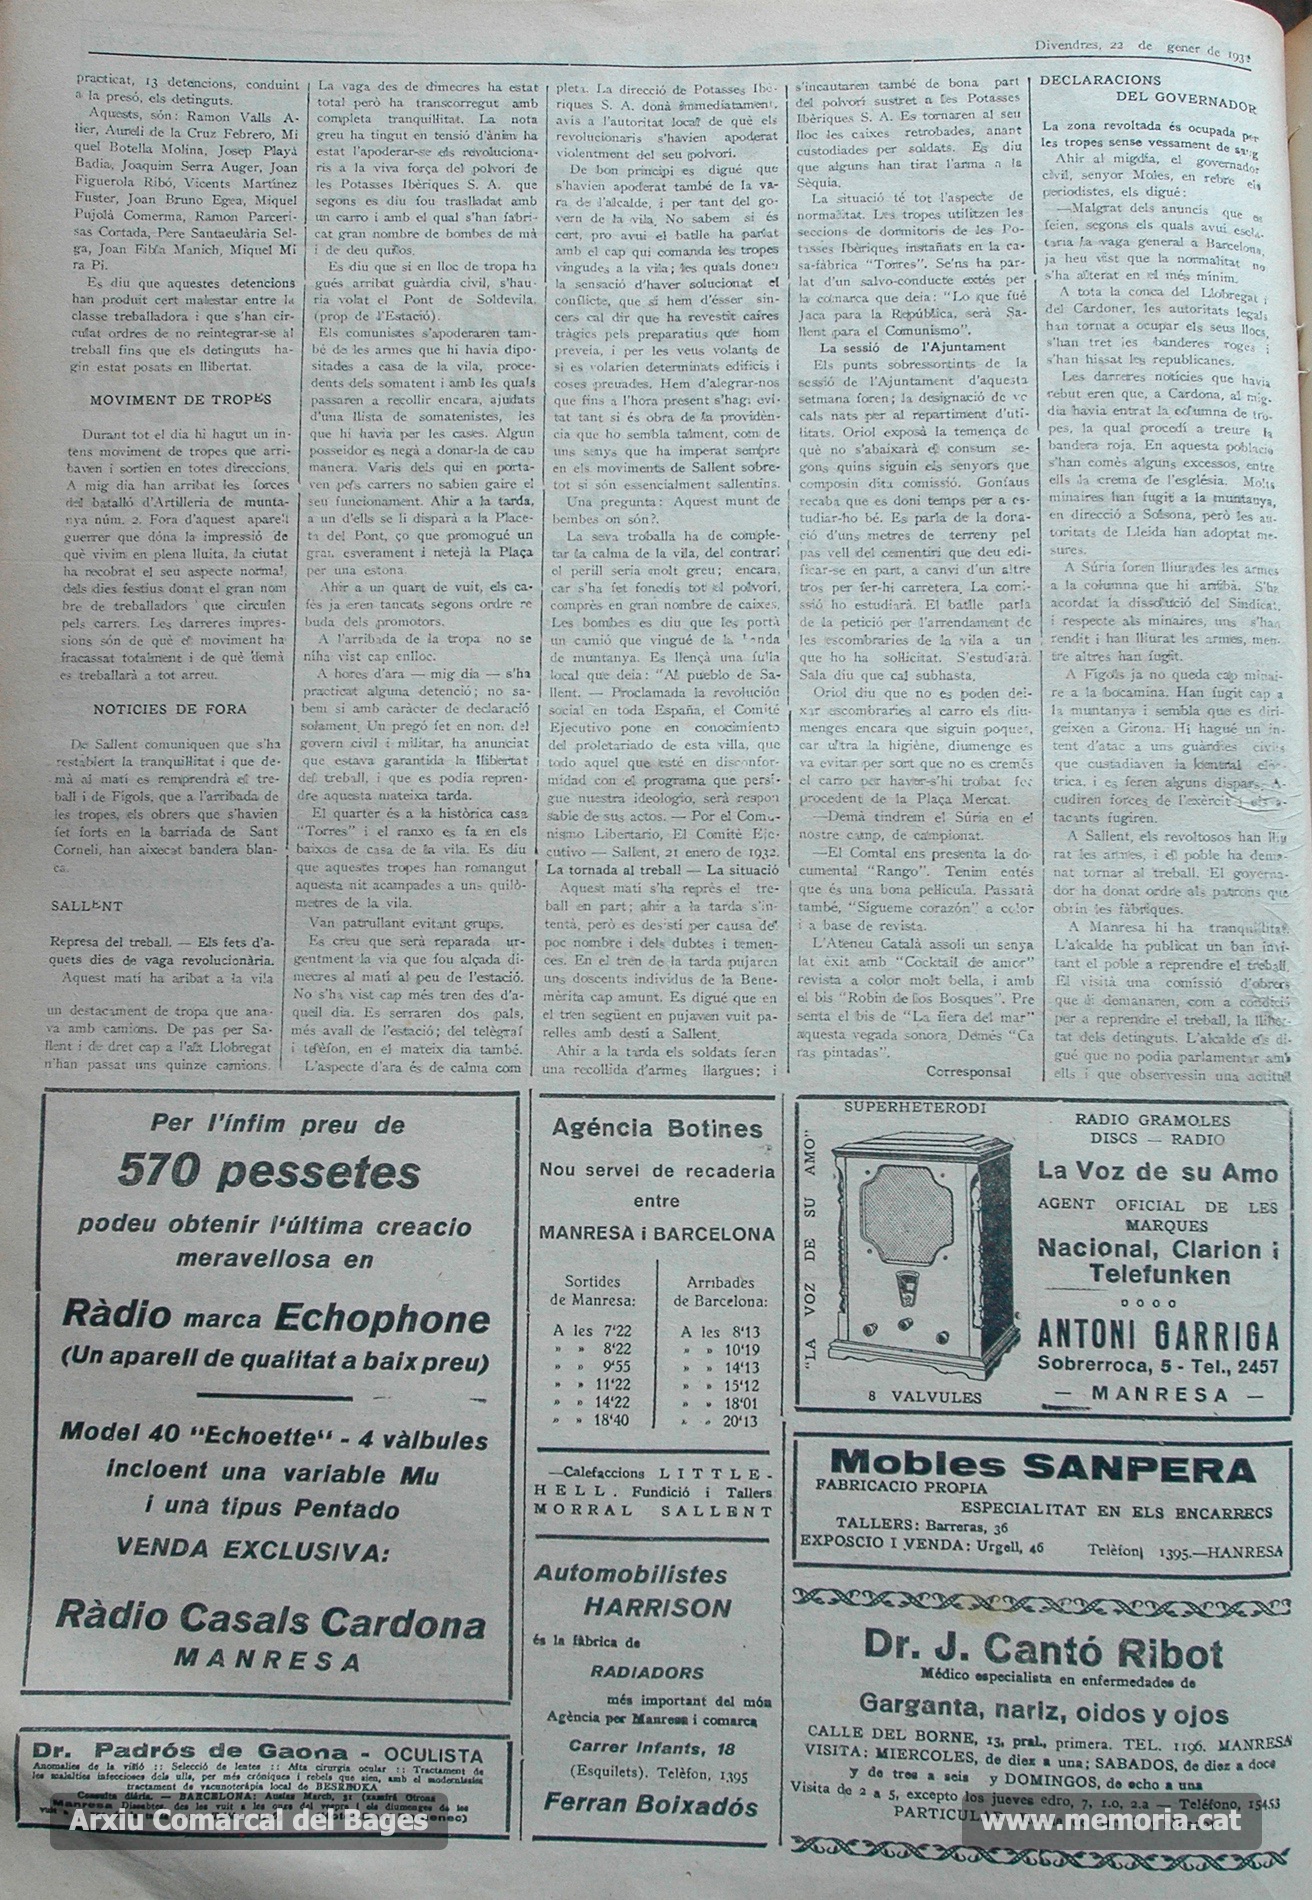 Divendres, 22 de gener de 1932
practicat, 13 detencions, conduint
a la presó, els detinguts.
Aquests, són: Ramon Valls A-
lier, Aureli de la Cruz Febrero, Mi
quel Botella Molina, Josep Playà
Badia, Joaquim Serra Auger, Joan
Figuerola Ribó, Vicents Martínez
Fuster, Joan Bruno Egea, Miquel
Pujolà Comerma, Ramon Parceri-
sas Cortada, Pere Santaeulària Sel-
ga, Joan Fibla Manich, Miquel Mi
ra Pi.
Es diu que aquestes detencions
han produit cert malestar entre la
classe treballadora i que s'han cir-
culat ordres de no reintegrar-se al
treball fins que els detinguts ha-
gin estat posats en llibertat.
MOVIMENT DE TROPES
Durant tot el dia hi hagut un in-
tens moviment de tropes que arri-
baven i sortien en totes direccions.
A mig dia han arribat les forces
del batalló d'Artilleria de munta-
nya núm. 2. Fora d'aquest aparell
guerrer que dóna la impressió de
què vivim en plena lluita, la ciutat
ha recobrat el seu aspecte normal,
dels dies festius donat el gran nom
bre de treballadors que circulen
pels carrers. Les darreres impres-
sions són de què el moviment ha
fracassat totalment i de què demà
es treballarà a tot arreu.
NOTICIES DE FORA
De Sallent comuniquen que s'ha
restablert la tranquil·litat i que de-
mà al matí es remprendrà el tre-
ball i de Fígols, que a l'arribada de
les tropes, els obrers que s'havien
fet forts en la barriada de Sant
Corneli, han aixecat bandera blan-
ca.
SALLENT
Represa del treball. — Els fets d'a-
quets dies de vaga revolucionària.
Aquest matí ha aribat a la vila
un destacament de tropa que ana-
va amb camions. De pas per Sa-
llent i de dret cap a l'alt Llobregat
n'han passat uns quinze camions.
La vaga des de dimecres ha estat
total però ha transcorregut amb
completa tranquil·litat. La nota
greu ha tingut en tensió d'ànim ha
estat l'apoderar-se els revoluciona-
ris a la viva força del polvorí de
les Potasses Ibèriques S. A. que
segons es diu fou traslladat amb
un carro i amb el qual s'han fabri-
cat gran nombre de bombes de mà
i de deu quilos.
Es diu que si en lloc de tropa ha
gués arribat guàrdia civil, s'hau-
ria volat el Pont de Soldevila.
(prop de l'Estació).
Els comunistes s'apoderaren tam-
bé de les armes que hi havia dipo-
sitades a casa de la vila, proce-
dents dels somatent i amb les quals
passaren a recollir encara, ajudats
d'una llista de somatenistes, les
que hi havia per les cases. Algun
posseidor es negà a donar-la de cap
manera. Varis dels qui en porta-
ven pels carrers no sabien gaire el
seu funcionament. Ahir a la tarda,
a un d'ells se li disparà a la Place-
ta del Pont, ço que promogué un
gran esverament i netejà la Plaça
per una estona.
Ahir a un quart de vuit, els ca-
fés ja eren tancats segons ordre re
buda dels promotors.
A l'arribada de la tropa no se
n'ha vist cap enlloc.
A hores d'ara — mig dia — s'ha
practicat alguna detenció; no sa-
bem si amb caràcter de declaració
solament. Un pregó fet en nom del
govern civil i militar, ha anunciat
que estava garantida la llibertat
del treball, i que es podia repren-
dre aquesta mateixa tarda.
El quarter és a la històrica casa
"Torres" i el ranxo es fa en els
baixos de casa de la vila. Es diu
que aquestes tropes han romangut
aquesta nit acampades a uns quilò-
metres de la vila.
Van patrullant evitant grups.
Es creu que serà reparada ur-
gentment la via que fou alçada di-
mecres al matí al peu de l'estació.
No s'ha vist cap més tren des d'a-
quell dia. Es serraren dos pals,
més avall de l'estació; del telègraf
i telèfon, en el mateix dia també.
L'aspecte d'ara és de calma com
pleta. La direcció de Potasses Ibè-
riques S. A. donà immediatament,
avis a l'autoritat local de què els
revolucionaris s'havien apoderat
violentment del seu polvorí.
De bon principi es digué que
s'havien apoderat també de la va-
ra de l'alcalde, i per tant del go-
vern de la vila. No sabem si és
cert, pro avui el batlle ha parlat
amb el cap qui comanda les tropes
vingudes a la vila; les quals donen
la sensació d'haver solucionat el
conflicte, que si hem d'ésser sin-
cers cal dir que ha revestit caires
tràgics pels preparatius que hom
preveia, i per les veus volants de
si es volarien determinats edificis i
coses preuades. Hem d'alegrar-nos
que fins a l'hora present s'hagi evi-
tat tant si és obra de la providèn-
cia que ho sembla talment, com de
uns senys que ha imperat sempre
en els moviments de Sallent sobre-
tot si són essencialment sallentins.
Una pregunta: Aquest munt de
bombes on són?.
La seva troballa ha de comple-
tar la calma de la vila, del contrari
el perill seria molt greu; encara,
car s'ha fet fonedís tot el polvorí,
comprès en gran nombre de caixes.
Les bombes es diu que les portà
un camió que vingué de la banda
de muntanya. Es llençà una fulla
local que deia: "Al pueblo de Sa-
llent. — Proclamada la revolución
social en toda España, el Comité
Ejecutivo pone en conocimiento
del proletariado de esta villa, que
todo aquel que esté en disconfor-
midad con el programa que persi-
gue nuestra ideologio, será respon
sable de sus actos. — Por el Comu-
nismo Libertario, El Comité Ejc-
cutivo — Sallent, 21 enero de 1932.
La tornada al treball — La situació
Aquest matí s'ha reprès el tre-
ball en part; ahir a la tarda s'in-
tentà, però es desistí per causa del
poc nombre i dels dubtes i temen-
ces. En el tren de la tarda pujaren
uns doscents individus de la Bene-
mèrita cap amunt. Es digué que en
el tren següent en pujaven vuit pa-
relles amb destí a Sallent.
Ahir a la tarda els soldats feren
una recollida d'armes llargues; i
s'incautaren també de bona part
del polvorí sustret a les Potasses
Ibèriques S. A. Es tornaren al seu
lloc les caixes retrobades, anant
custodiades per soldats. Es diu
que alguns han tirat l'arma a la
Sèquia.
La situació té tot l'aspecte de
normalitat. Les tropes utilitzen les
seccions de dormitoris de les Po-
tasses Ibèriques instal·lats en la ca-
sa-fàbrica "Torres". Se'ns ha par-
lat d'un salvo-conducte extés per
la comarca que deia: "Lo que fué
Jaca para la República, serà Sa-
llent para el Comunismo".
La sessió de l'Ajuntament
Els punts sobressortints de la
sessió de l'Ajuntament d'aquesta
setmana foren; la designació de vo
cals nats per al repartiment d'uti-
litats. Oriol exposà la temença de
què no s'abaixarà el consum se-
gons quins siguin els senyors que
composin dita comissió. Gonfaus
recaba que es doni temps per a es-
tudiar-ho bé. Es parla de la dona-
ció d'uns metres de terreny pel
pas vell del cementiri que deu edi-
ficar-se en part, a canvi d'un altre
tros per fer-hi carretera. La comi-
ssió ho estudiarà. El batlle parla
de la petició per l'arrendament de
les escombraries de la vila a un
que ho ha sol·licitat. S'estudiarà.
Sala diu que cal subhasta.
Oriol diu que no es poden dei-
xar escombraries al carro els diu-
menges encara que siguin poques,
car ultra la higiène, diumenge es
va evitar per sort que no es cremés
el carro per haver-s'hi trobat foc
procedent de la Plaça Mercat.
—Demà tindrem el Súria en el
nostre camp, de campionat.
—El Comtal ens presenta la do-
cumental "Rango". Tenim entés
que és una bona pel·lícula. Passarà
també, "Sigueme corazón" a color
i a base de revista.
L'Ateneu Català assolí un senya
lat èxit amb "Cocktail de amor"
revista a color molt bella, i amb
el bis "Robin de los Bosques". Pre
senta el bis de "La fiera del mar"
aquesta vegada sonora. Demés "Ca
ras pintadas".
Corresponsal
DECLARACIONS
DEL GOVERNADOR
La zona revoltada és ocupada per
les tropes sense vessament de sang
Ahir al migdia, el governador
civil, senyor Moles, en rebre els
periodistes, els digué:
—Malgrat dels anuncis que es
feien, segons els quals avui escla-
taria la vaga general a Barcelona,
ja heu vist que la normalitat no
s'ha alterat en el més mínim.
A tota la conca del Llobregat i
del Cardoner, les autoritats legals
han tornat a ocupar els seus llocs,
s'han tret les banderes roges i
s'han hissat les republicanes.
Les darreres notícies que havia
rebut eren que, a Cardona, al mig-
dia havia entrat la columna de tro-
pes, la qual procedí a treure la
bandera roja. En aquesta població
s'han comès alguns excessos, entre
ells la crema de l'església. Molts
minaires han fugit a la muntanya,
en direcció a Solsona, però les au-
toritats de Lleida han adoptat me-
sures.
A Súria foren lliurades les armes
a la columna que hi arribà. S'ha
acordat la dissolució del Sindicat,
i respecte als minaires, uns s'han
rendit i han lliurat les armes, men-
tre altres han fugit.
A Fígols ja no queda cap minai-
re a la bocamina. Han fugit cap a
la muntanya i sembla que es diri-
geixen a Girona. Hi hagué un in-
tent d'atac a uns guàrdies civils
que custodiaven la central elèc-
trica, i es feren alguns dispars. A-
cudiren forces de l'exèrcit i els a-
tacants fugiren.
A Sallent, els revoltosos han lliu
rat les armes, i el poble ha dema-
nat tornar al treball. El governa-
dor ha donat ordre als patrons que
obrin les fàbriques.
A Manresa hi ha tranquil·litat.
L'alcalde ha publicat un ban invi-
tant el poble a reprendre el treball.
El visità una comissió d'obrers
que li demanaren, com a condició
per a reprendre el treball, la lliber-
tat dels detinguts. L'alcalde els di-
gué que no podia parlamentar amb
ells i que observessin una actitud
Per l'ínfim preu de
570 pessetes
podeu obtenir l'última creacio
meravellosa en
Ràdio marca Echophone
(Un aparell de qualitat a baix preu)
Model 40 "Echoette" - 4 vàlbules
incloent una variable Mu
i una tipus Pentado
VENDA EXCLUSIVA:
Ràdio Casals Cardona
MANRESA
Dr. Padrós de Gaona - OCULISTA
Anomalies de la visió :: Selecció de lentes :: Alta cirurgia ocular :: Tractament de
les malalties infeccioses dels ulls, per més cròniques i rebels que sien, amb el modernissim
tractament de vacunoteràpia local de BESREDKA
Consulta diària. — BARCELONA: Ausias March, 31
Agéncia Botines
Nou servei de recaderia
entre
MANRESA i BARCELONA
Sortides
de Manresa:
A les 7'22
» » 8'22
» » 9'55
» » 11'22
» » 14'22
» » 18'40
Arribades
de Barcelona:
A les 8'13
» » 10'19
» » 14'13
» » 15'12
» » 18'01
» » 20'13
—Calefaccions LITTLE-
HELL. Fundició i Tallers
MORRAL SALLENT
Automobilistes
HARRISON
és la fàbrica de
RADIADORS
més important del món
Agència per Manresa i comarca
Carrer Infants, 18
(Esquilets). Telèfon, 1395
Ferran Boixadós
SUPERHETERODI
"LA VOZ DE SU AMO"
8 VALVULES
RADIO GRAMOLES
DISCS — RADIO
La Voz de su Amo
AGENT OFICIAL DE LES
MARQUES
Nacional, Clarion i
Telefunken
o o o o
ANTONI GARRIGA
Sobrerroca, 5 - Tel., 2457
— MANRESA —
Mobles SANPERA
FABRICACIO PROPIA
ESPECIALITAT EN ELS ENCARRECS
TALLERS: Barreras, 36
EXPOSCIO I VENDA: Urgell, 46 Telèfon 1395.—HANRESA
Dr. J. Cantó Ribot
Médico especialista en enfermedades de
Garganta, nariz, oidos y ojos
CALLE DEL BORNE, 13, pral., primera. TEL. 1196. MANRESA
VISITA: MIERCOLES, de diez a una; SABADOS, de diez a doce
y de tres a seis y DOMINGOS, de ocho a una
Visita de 2 a 5, excepto los jueves
PARTICULAR
Arxiu Comarcal del Bages
www.memoria.cat